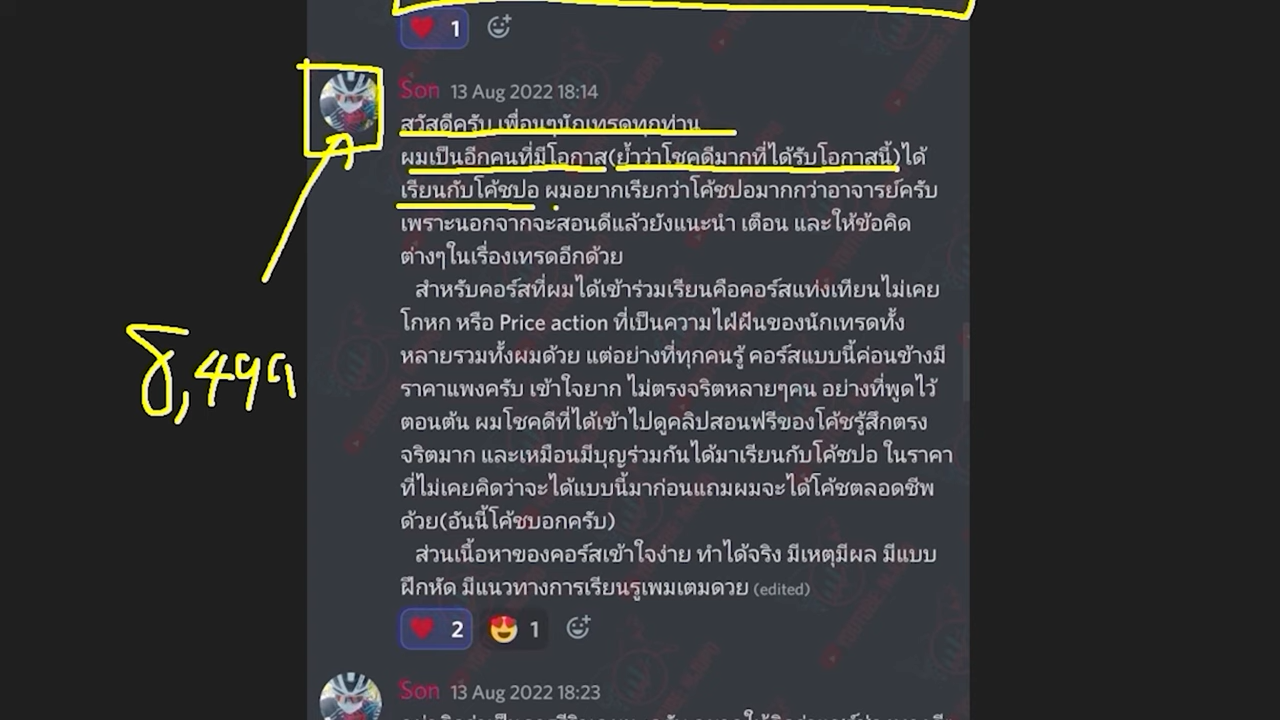 1
Son 13 Aug 2022 18:14
สวัสดีครับ เพื่อนๆนักเทรดทุกท่าน
ผมเป็นอีกคนที่มีโอกาส(ย้ำว่าโชคดีมากที่ได้รับโอกาสนี้)ได้
เรียนกับโค้ชปอ ผมอยากเรียกว่าโค้ชปอมากกว่าอาจารย์ครับ
เพราะนอกจากจะสอนดีแล้วยังแนะนำ เตือน และให้ข้อคิด
ต่างๆในเรื่องเทรดอีกด้วย
สำหรับคอร์สที่ผมได้เข้าร่วมเรียนคือคอร์สแท่งเทียนไม่เคย
โกหก หรือ Price action ที่เป็นความไฝ่ฝันของนักเทรดทั้ง
หลายรวมทั้งผมด้วย แต่อย่างที่ทุกคนรู้ คอร์สแบบนี้ค่อนข้างมี
ราคาแพงครับ เข้าใจยาก ไม่ตรงจริตหลายๆคน อย่างที่พูดไว้
ตอนต้น ผมโชคดีที่ได้เข้าไปดูคลิปสอนฟรีของโค้ชรู้สึกตรง
จริตมาก และเหมือนมีบุญร่วมกันได้มาเรียนกับโค้ชปอ ในราคา
ที่ไม่เคยคิดว่าจะได้แบบนี้มาก่อนแถมผมจะได้โค้ชตลอดชีพ
ด้วย(อันนี้โค้ชบอกครับ)
ส่วนเนื้อหาของคอร์สเข้าใจง่าย ทำได้จริง มีเหตุมีผล มีแบบ
ฝึกหัด มีแนวทางการเรียนรู้เพิ่มเติมด้วย (edited)
2 1
Son 13 Aug 2022 18:23